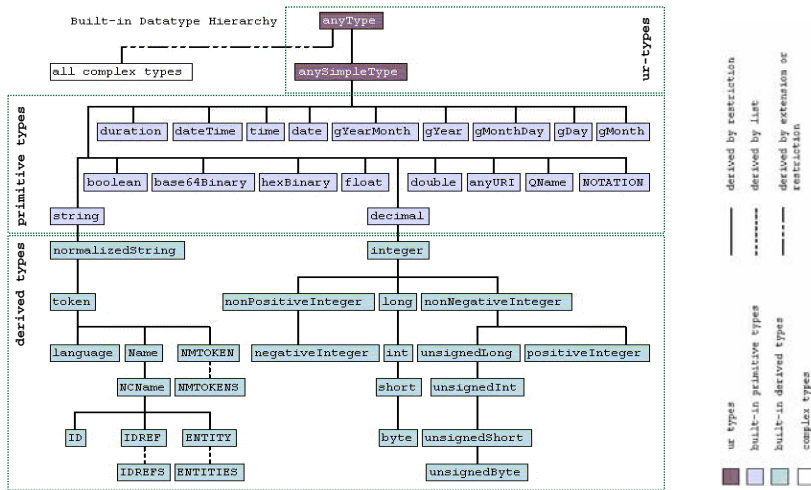 Built-in Datatype Hierarchy
anyType
all complex types
anySimpleType
ur-types
primitive types
duration dateTime time date gYearMonth gYear gMonthDay gDay gMonth
boolean base64Binary hexBinary float double anyURI QName NOTATION
string decimal
derived types
normalizedString integer
token nonPositiveInteger long nonNegativeInteger
language Name NMTOKEN negativeInteger int unsignedLong positiveInteger
NCName NMTOKENS short unsignedInt
ID IDREF ENTITY byte unsignedShort
IDREFS ENTITIES unsignedByte
ur types
built-in primitive types
built-in derived types
complex types
derived by restriction
derived by list
derived by extension or
restriction